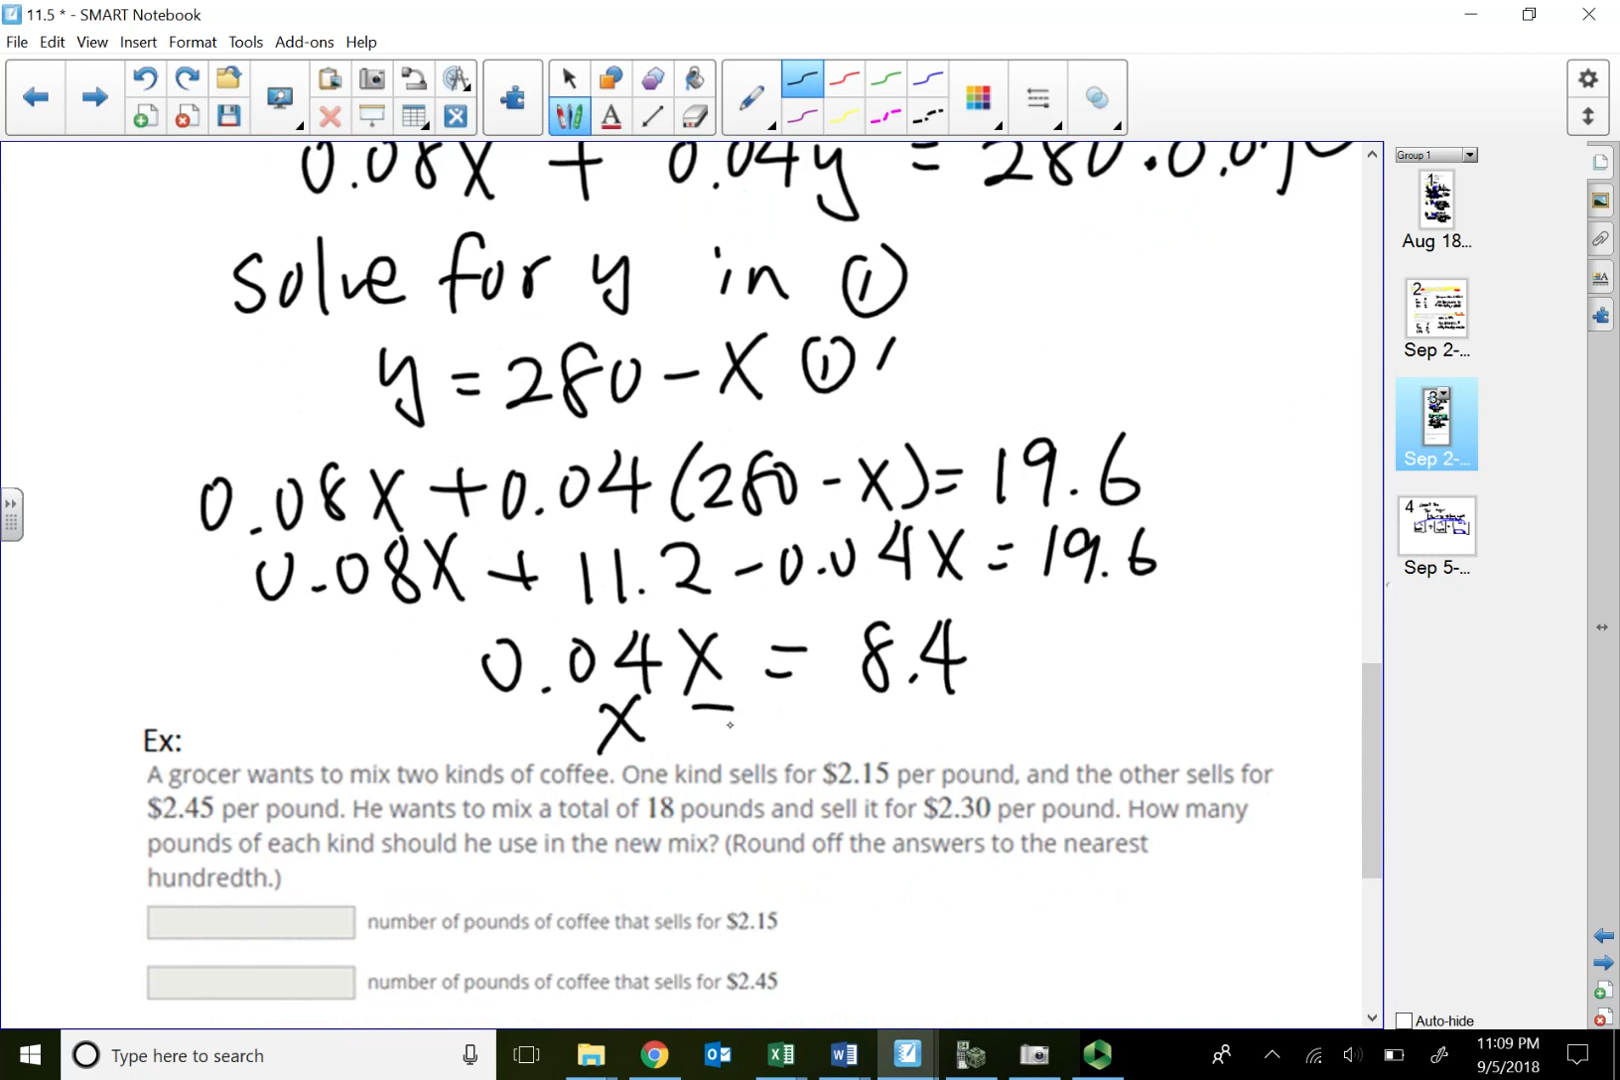 11.5 * - SMART Notebook
File Edit View Insert Format Tools Add-ons Help
0.08x + 0.04y = 280 · 0.07
solve for y in ①
y = 280 - x ①'
0.08x + 0.04(280 - x) = 19.6
0.08x + 11.2 - 0.04x = 19.6
0.04x = 8.4
x =
Ex:
A grocer wants to mix two kinds of coffee. One kind sells for $2.15 per pound, and the other sells for
$2.45 per pound. He wants to mix a total of 18 pounds and sell it for $2.30 per pound. How many
pounds of each kind should he use in the new mix? (Round off the answers to the nearest
hundredth.)
number of pounds of coffee that sells for $2.15
number of pounds of coffee that sells for $2.45
Group 1
1
Aug 18...
2
Sep 2-...
3
Sep 2-...
4
Sep 5-...
Auto-hide
Type here to search
11:09 PM
9/5/2018